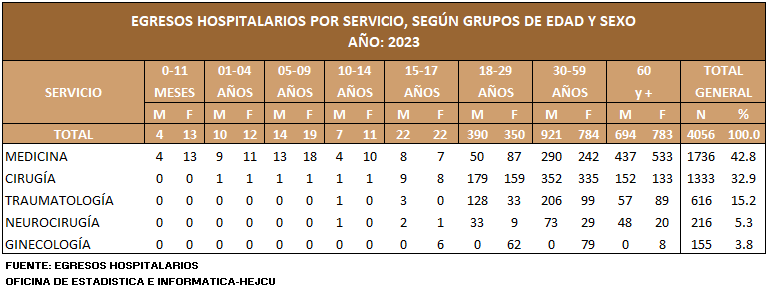 EGRESOS HOSPITALARIOS POR SERVICIO, SEGÚN GRUPOS DE EDAD Y SEXO
AÑO: 2023
SERVICIO 0-11 MESES 01-04 AÑOS 05-09 AÑOS 10-14 AÑOS 15-17 AÑOS 18-29 AÑOS 30-59 AÑOS 60 y + TOTAL GENERAL
M F M F M F M F M F M F M F M F N %
TOTAL 4 13 10 12 14 19 7 11 22 22 390 350 921 784 694 783 4056 100.0
MEDICINA 4 13 9 11 13 18 4 10 8 7 50 87 290 242 437 533 1736 42.8
CIRUGÍA 0 0 1 1 1 1 1 1 9 8 179 159 352 335 152 133 1333 32.9
TRAUMATOLOGÍA 0 0 0 0 0 0 1 0 3 0 128 33 206 99 57 89 616 15.2
NEUROCIRUGÍA 0 0 0 0 0 0 1 0 2 1 33 9 73 29 48 20 216 5.3
GINECOLOGÍA 0 0 0 0 0 0 0 0 0 6 0 62 0 79 0 8 155 3.8
FUENTE: EGRESOS HOSPITALARIOS
OFICINA DE ESTADISTICA E INFORMATICA-HEJCU